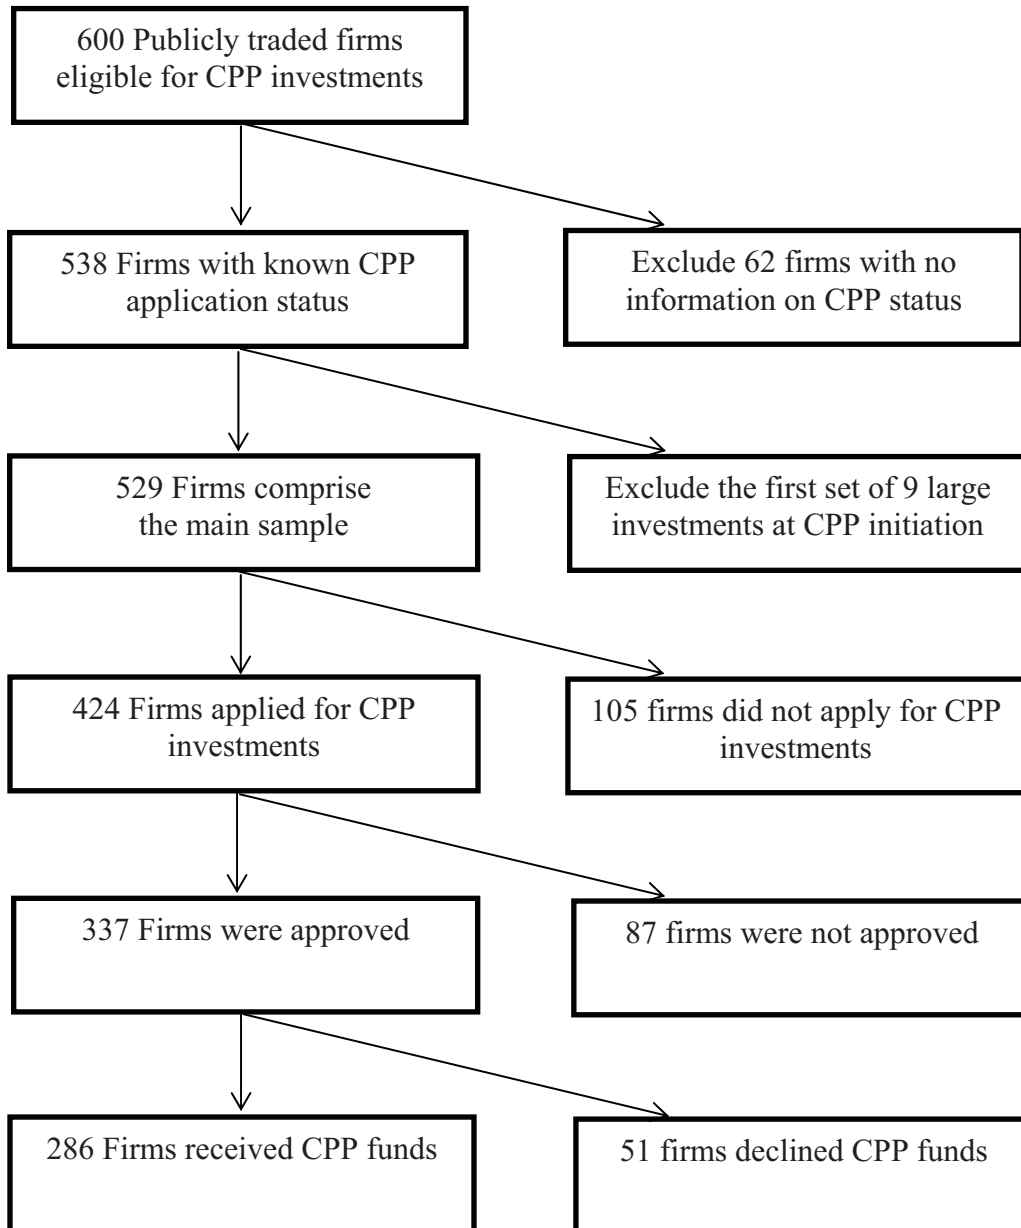 600 Publicly traded firms
eligible for CPP investments
538 Firms with known CPP
application status
Exclude 62 firms with no
information on CPP status
529 Firms comprise
the main sample
Exclude the first set of 9 large
investments at CPP initiation
424 Firms applied for CPP
investments
105 firms did not apply for CPP
investments
337 Firms were approved
87 firms were not approved
286 Firms received CPP funds
51 firms declined CPP funds